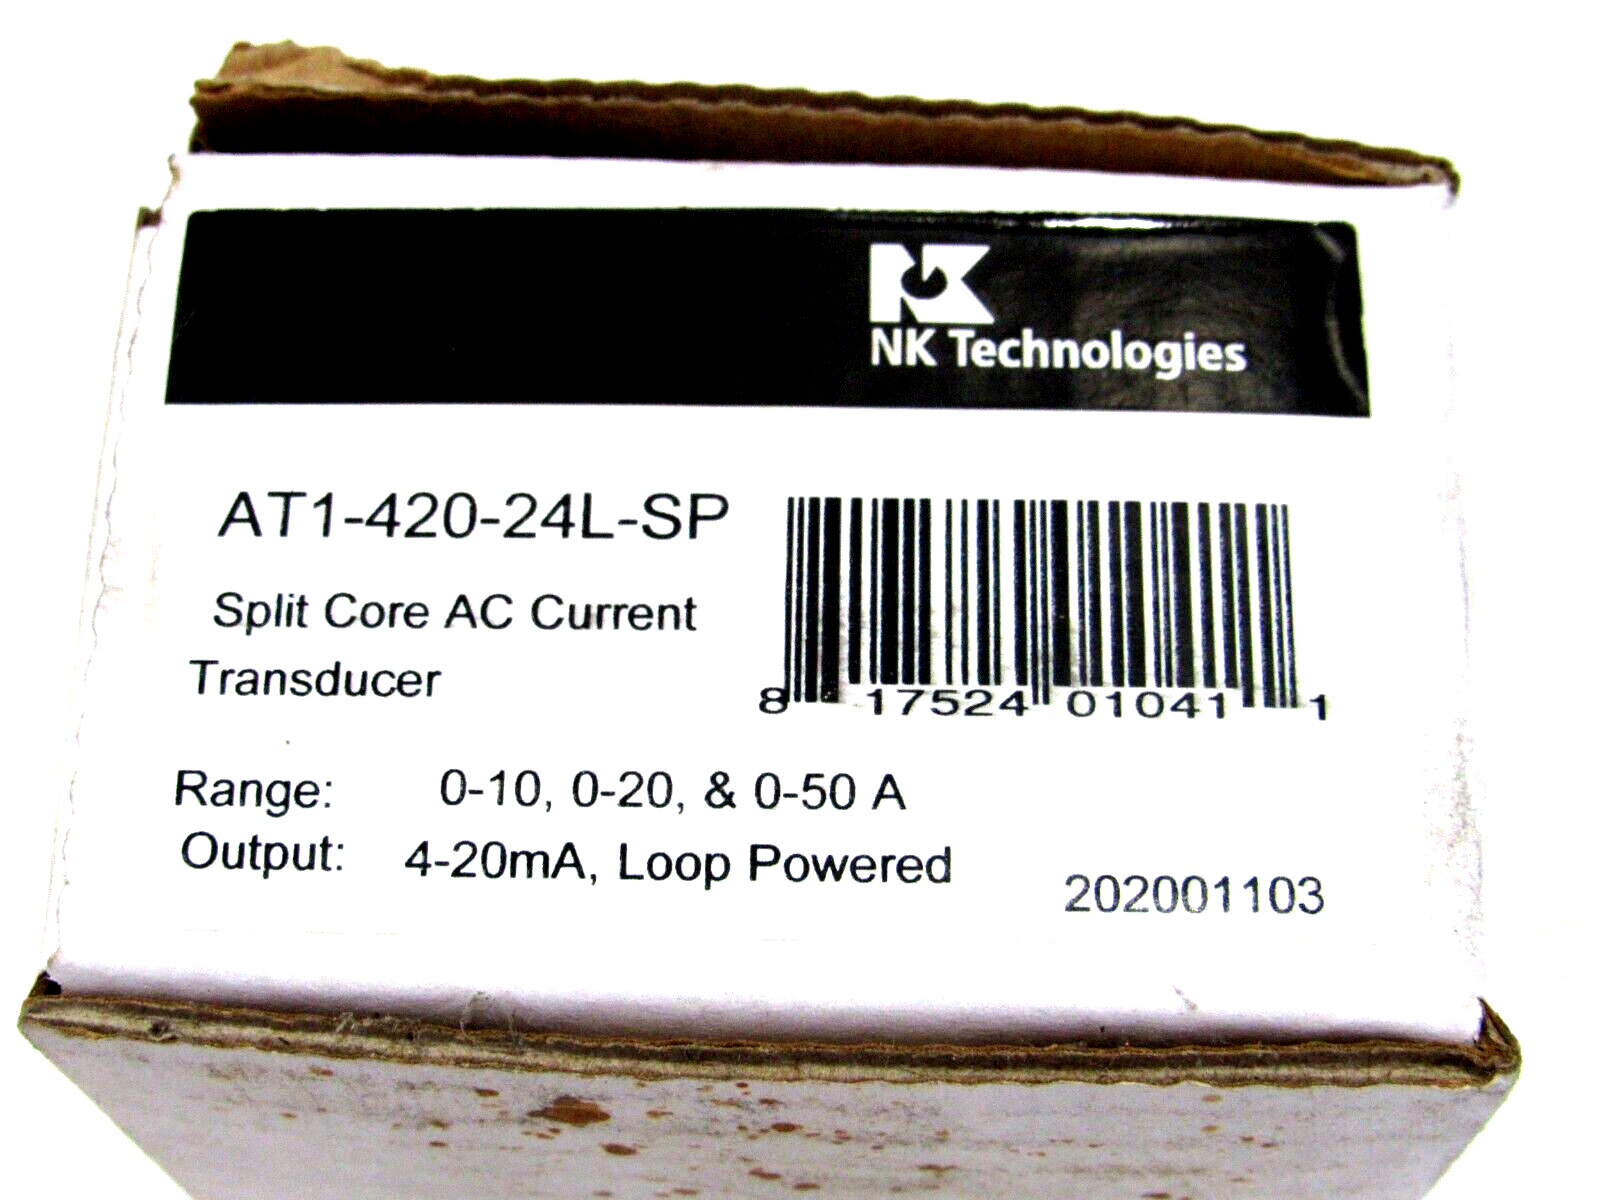 NK
NK Technologies
AT1-420-24L-SP
Split Core AC Current
Transducer
8 17524 01041 1
Range: 0-10, 0-20, & 0-50 A
Output: 4-20mA, Loop Powered
202001103